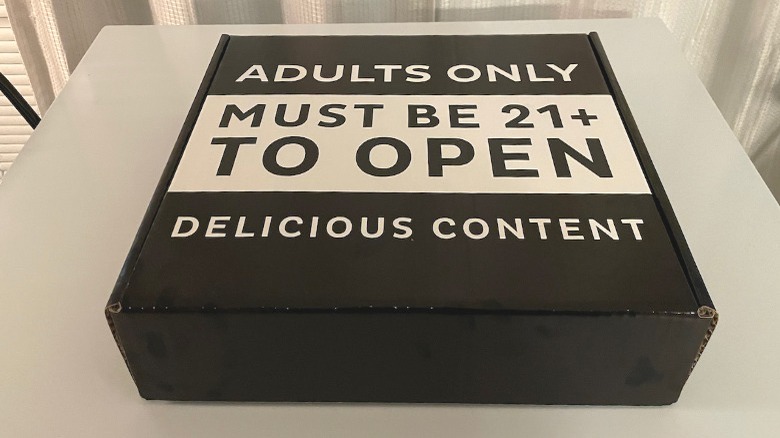 ADULTS ONLY
MUST BE 21+
TO OPEN
DELICIOUS CONTENT